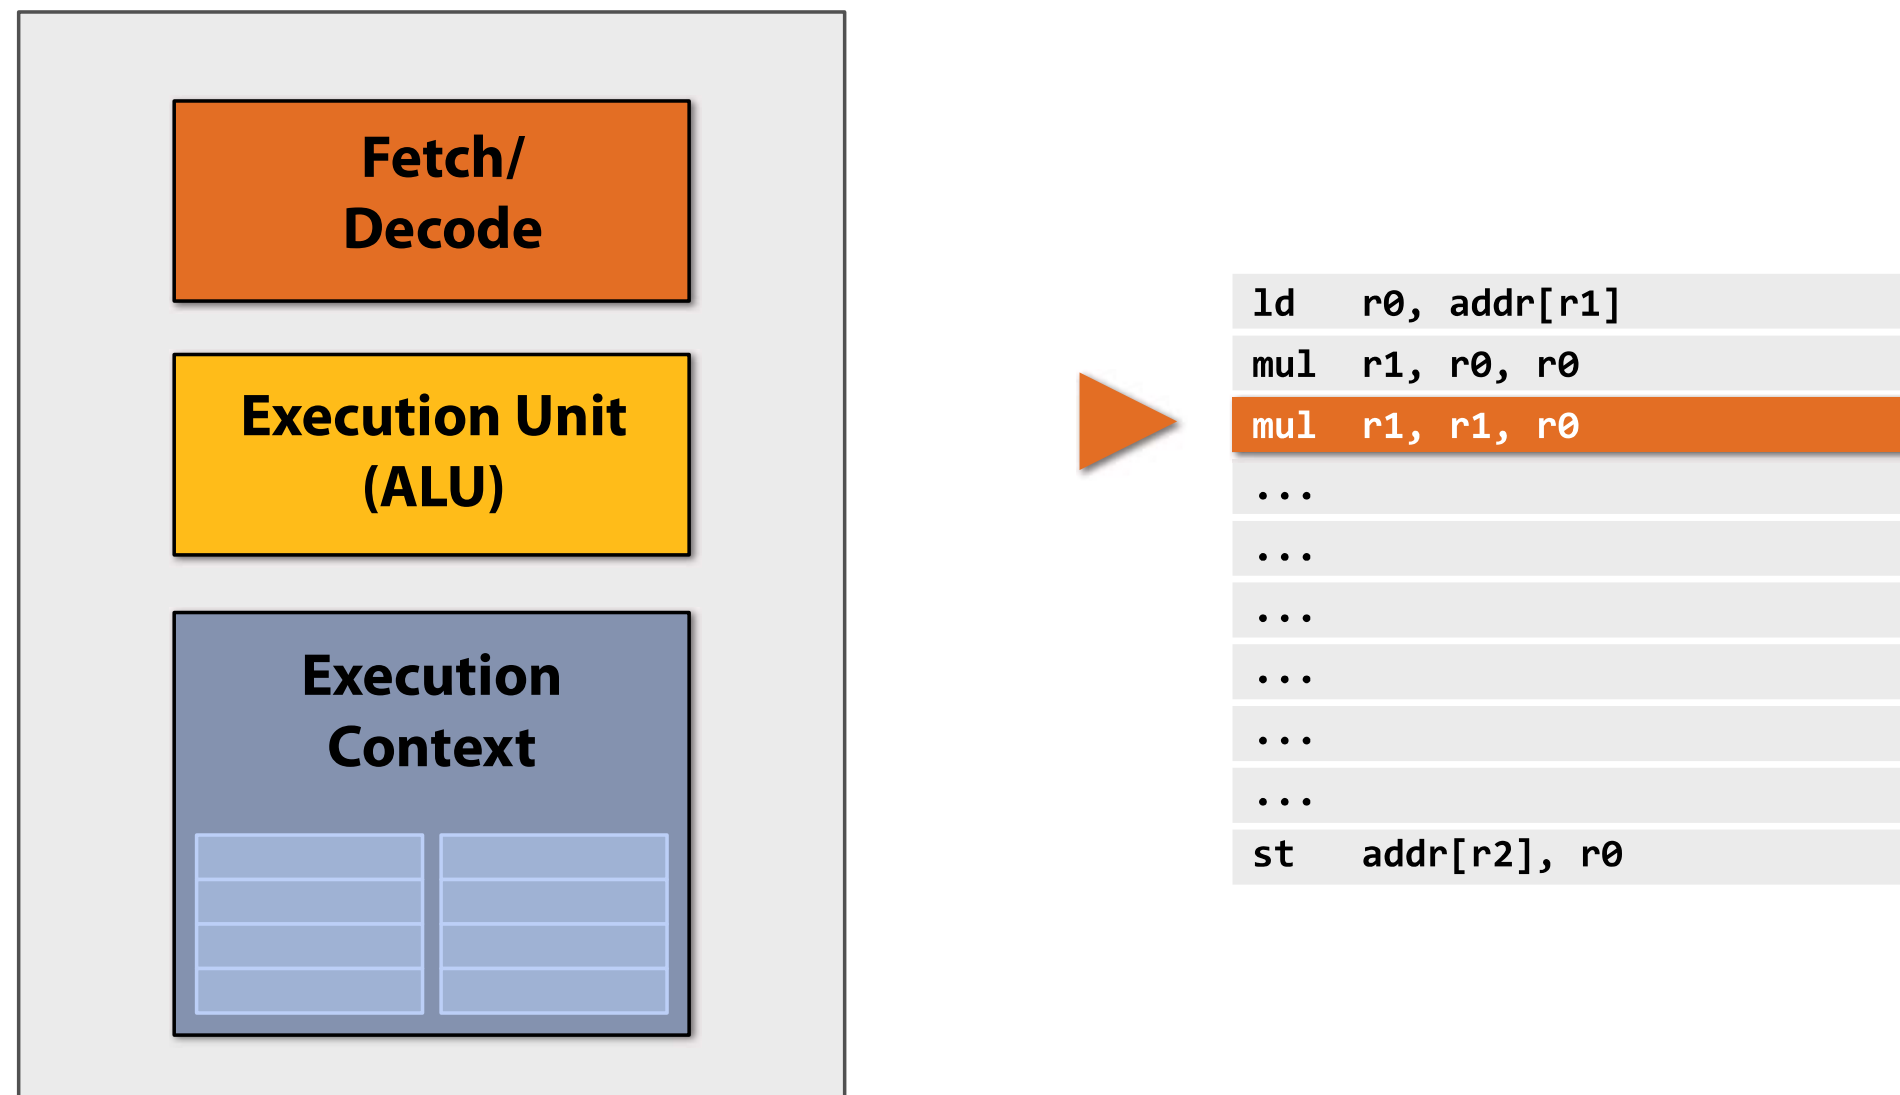 Fetch/
Decode
Execution Unit
(ALU)
Execution
Context
ld r0, addr[r1]
mul r1, r0, r0
mul r1, r1, r0
...
...
...
...
...
...
st addr[r2], r0